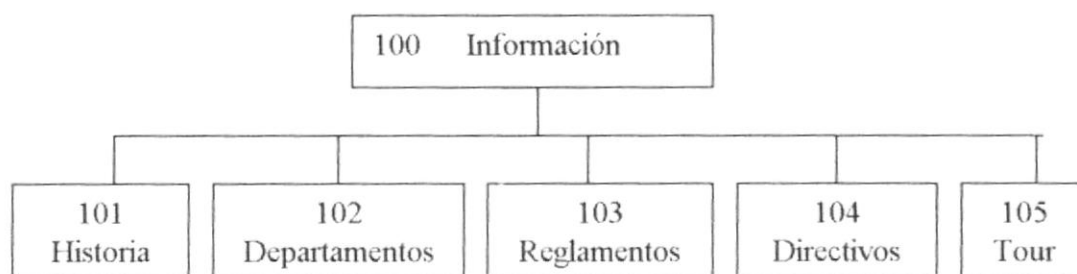 100 Información
101
Historia
102
Departamentos
103
Reglamentos
104
Directivos
105
Tour